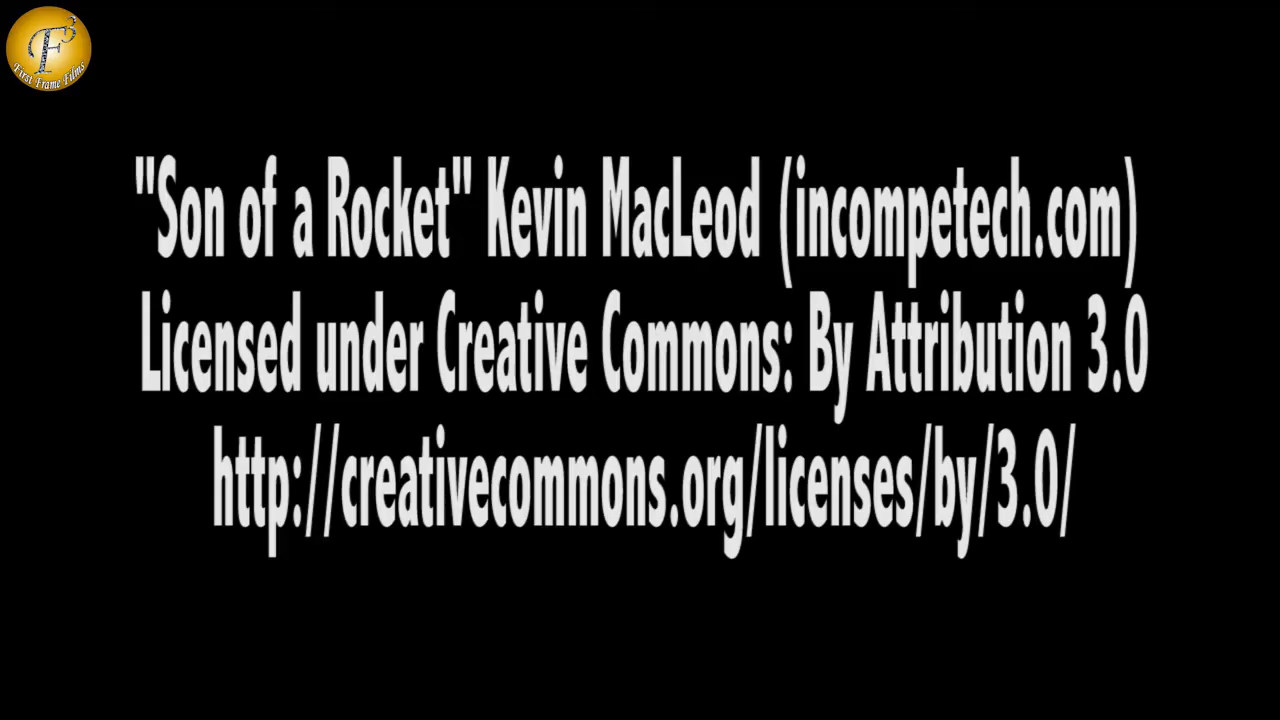 F3
First Frame Films
"Son of a Rocket" Kevin MacLeod (incompetech.com)
Licensed under Creative Commons: By Attribution 3.0
http://creativecommons.org/licenses/by/3.0/